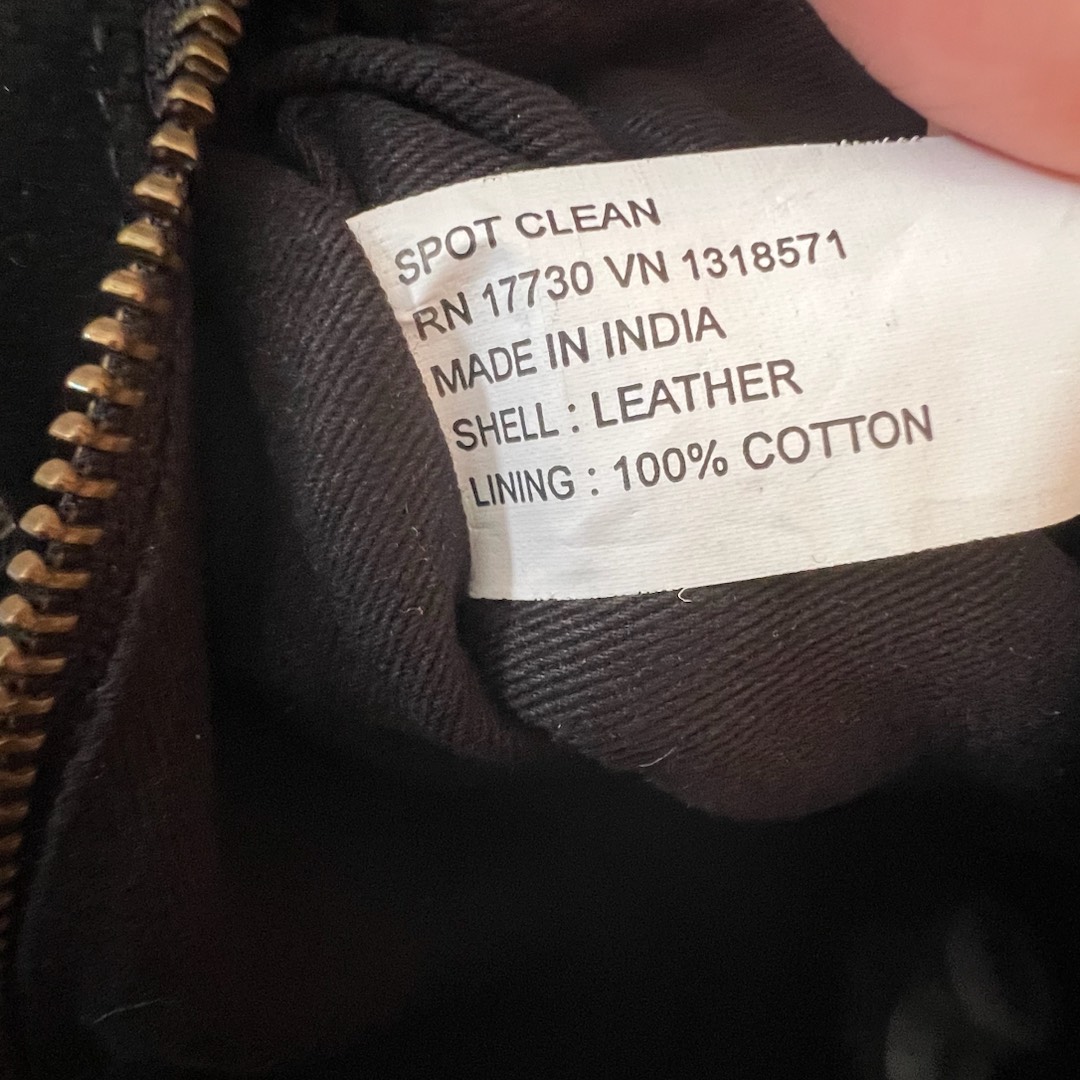 SPOT CLEAN
RN 17730 VN 1318571
MADE IN INDIA
SHELL : LEATHER
LINING : 100% COTTON